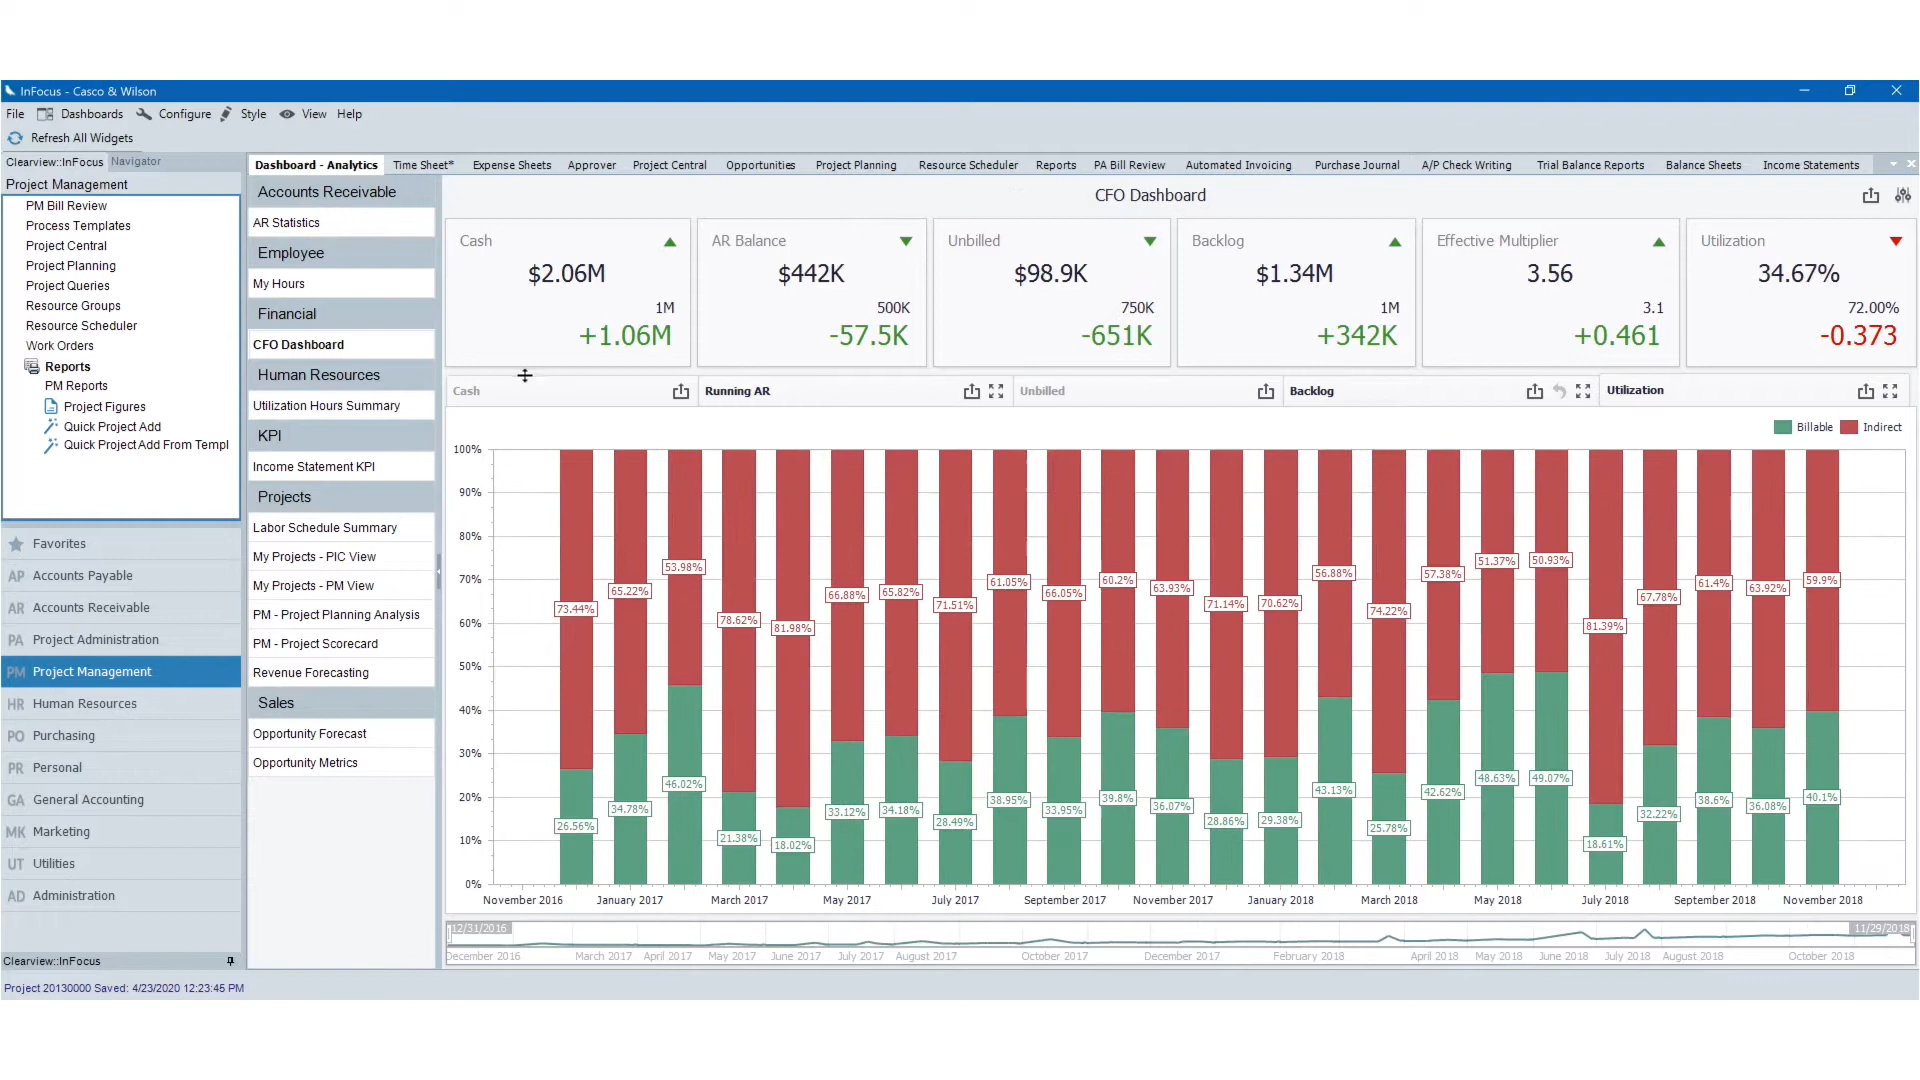 InFocus - Casco & Wilson
File Dashboards Configure Style View Help
Refresh All Widgets
Clearview::InFocus Navigator
Project Management
PM Bill Review
Process Templates
Project Central
Project Planning
Project Queries
Resource Groups
Resource Scheduler
Work Orders
Reports
PM Reports
Project Figures
Quick Project Add
Quick Project Add From Templ
Favorites
AP Accounts Payable
AR Accounts Receivable
PA Project Administration
PM Project Management
HR Human Resources
PO Purchasing
PR Personal
GA General Accounting
MK Marketing
UT Utilities
AD Administration
Clearview::InFocus
Project 20130000 Saved: 4/23/2020 12:23:45 PM
Dashboard - Analytics Time Sheet* Expense Sheets Approver Project Central Opportunities Project Planning Resource Scheduler Reports PA Bill Review Automated Invoicing Purchase Journal A/P Check Writing Trial Balance Reports Balance Sheets Income Statements
Accounts Receivable
AR Statistics
Employee
My Hours
Financial
CFO Dashboard
Human Resources
Utilization Hours Summary
KPI
Income Statement KPI
Projects
Labor Schedule Summary
My Projects - PIC View
My Projects - PM View
PM - Project Planning Analysis
PM - Project Scorecard
Revenue Forecasting
Sales
Opportunity Forecast
Opportunity Metrics
CFO Dashboard
Cash
$2.06M
1M
+1.06M
AR Balance
$442K
500K
-57.5K
Unbilled
$98.9K
750K
-651K
Backlog
$1.34M
1M
+342K
Effective Multiplier
3.56
3.1
+0.461
Utilization
34.67%
72.00%
-0.373
Cash Running AR Unbilled Backlog Utilization
Billable Indirect
100%
90%
80%
70%
60%
50%
40%
30%
20%
10%
0%
73.44% 65.22% 53.98% 78.62% 81.98% 66.88% 65.82% 71.51% 61.05% 66.05% 60.2% 63.93% 71.14% 70.62% 56.88% 74.22% 57.38% 51.37% 50.93% 81.39% 67.78% 61.4% 63.92% 59.9%
26.56% 34.78% 46.02% 21.38% 18.02% 33.12% 34.18% 28.49% 38.95% 33.95% 39.8% 36.07% 28.86% 29.38% 43.13% 25.78% 42.62% 48.63% 49.07% 18.61% 32.22% 38.6% 36.08% 40.1%
November 2016 January 2017 March 2017 May 2017 July 2017 September 2017 November 2017 January 2018 March 2018 May 2018 July 2018 September 2018 November 2018
12/31/2016 11/29/2018
December 2016 March 2017 April 2017 May 2017 June 2017 July 2017 August 2017 October 2017 December 2017 February 2018 April 2018 May 2018 June 2018 July 2018 August 2018 October 2018